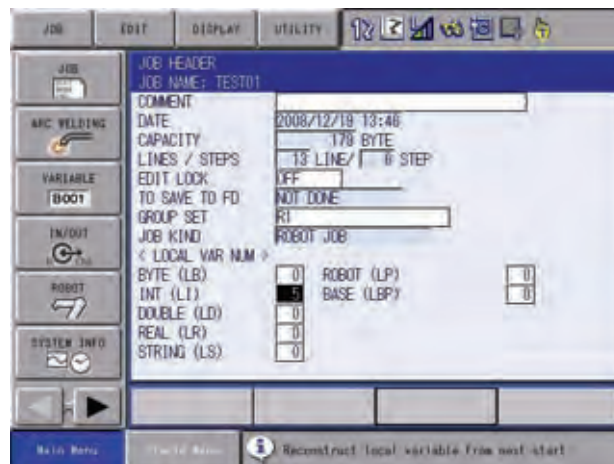 JOB EDIT DISPLAY UTILITY
JOB
ARC WELDING
VARIABLE
B001
IN/OUT
ROBOT
SYSTEM INFO
JOB HEADER
JOB NAME: TEST01
COMMENT
DATE 2008/12/19 13:46
CAPACITY 179 BYTE
LINES / STEPS 13 LINE/ 6 STEP
EDIT LOCK OFF
TO SAVE TO FD NOT DONE
GROUP SET R1
JOB KIND ROBOT JOB
< LOCAL VAR NUM >
BYTE (LB) 0 ROBOT (LP) 0
INT (LI) 5 BASE (LBP) 0
DOUBLE (LD) 0
REAL (LR) 0
STRING (LS) 0
Main Menu
Reconstruct local variable from next start